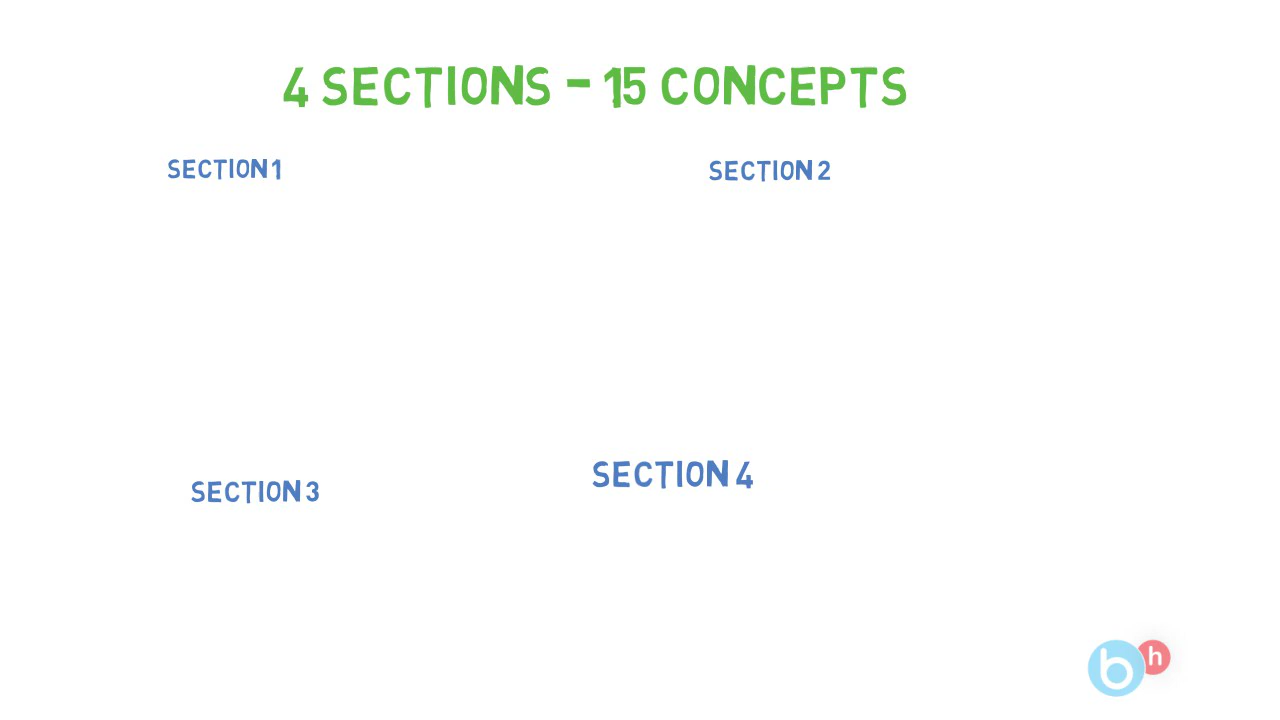 4 SECTIONS - 15 CONCEPTS
SECTION 1
SECTION 2
SECTION 3
SECTION 4
b h